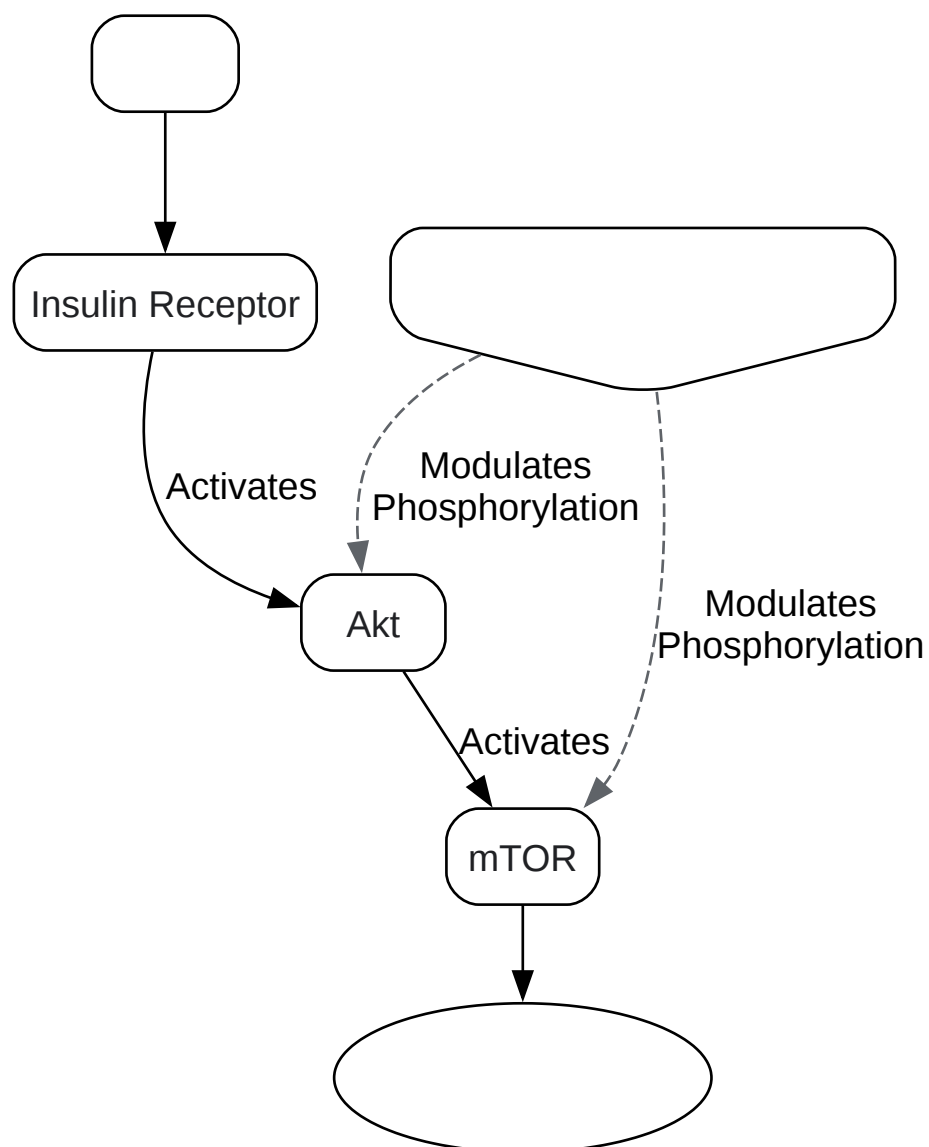 Insulin Receptor
Activates
Modulates
Phosphorylation
Modulates
Phosphorylation
Akt
Activates
mTOR